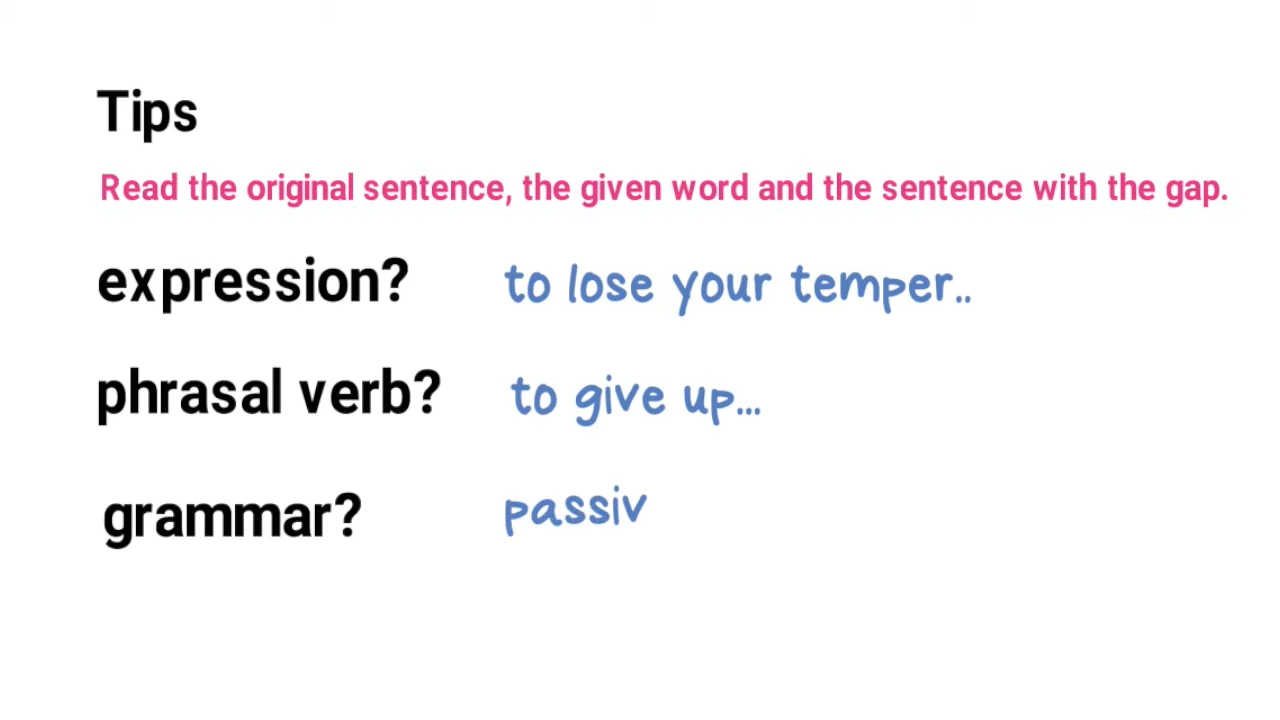 Tips
Read the original sentence, the given word and the sentence with the gap.
expression? to lose your temper..
phrasal verb? to give up...
grammar? passiv